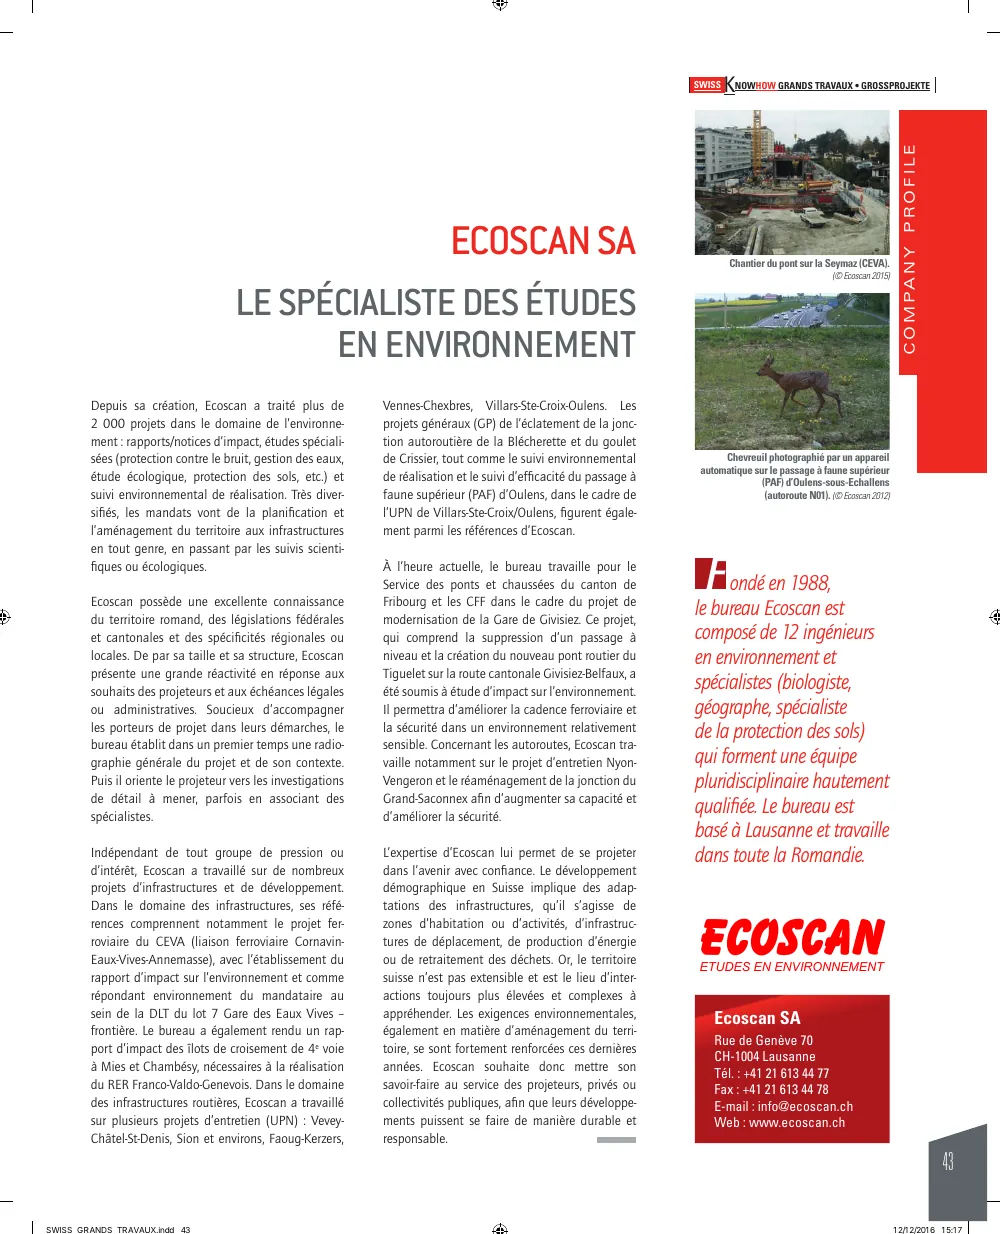 SWISS KNOWHOW GRANDS TRAVAUX • GROSSPROJEKTE
COMPANY PROFILE
Chantier du pont sur la Seymaz (CEVA).
(© Ecoscan 2015)
Chevreuil photographié par un appareil
automatique sur le passage à faune supérieur
(PAF) d'Oulens-sous-Echallens
(autoroute N01). (© Ecoscan 2012)
ECOSCAN SA
LE SPÉCIALISTE DES ÉTUDES
EN ENVIRONNEMENT
Depuis sa création, Ecoscan a traité plus de
2 000 projets dans le domaine de l'environne-
ment : rapports/notices d'impact, études spéciali-
sées (protection contre le bruit, gestion des eaux,
étude écologique, protection des sols, etc.) et
suivi environnemental de réalisation. Très diver-
sifiés, les mandats vont de la planification et
l'aménagement du territoire aux infrastructures
en tout genre, en passant par les suivis scienti-
fiques ou écologiques.
Ecoscan possède une excellente connaissance
du territoire romand, des législations fédérales
et cantonales et des spécificités régionales ou
locales. De par sa taille et sa structure, Ecoscan
présente une grande réactivité en réponse aux
souhaits des projeteurs et aux échéances légales
ou administratives. Soucieux d'accompagner
les porteurs de projet dans leurs démarches, le
bureau établit dans un premier temps une radio-
graphie générale du projet et de son contexte.
Puis il oriente le projeteur vers les investigations
de détail à mener, parfois en associant des
spécialistes.
Indépendant de tout groupe de pression ou
d'intérêt, Ecoscan a travaillé sur de nombreux
projets d'infrastructures et de développement.
Dans le domaine des infrastructures, ses réfé-
rences comprennent notamment le projet fer-
roviaire du CEVA (liaison ferroviaire Cornavin-
Eaux-Vives-Annemasse), avec l'établissement du
rapport d'impact sur l'environnement et comme
répondant environnement du mandataire au
sein de la DLT du lot 7 Gare des Eaux Vives –
frontière. Le bureau a également rendu un rap-
port d'impact des îlots de croisement de 4e voie
à Mies et Chambésy, nécessaires à la réalisation
du RER Franco-Valdo-Genevois. Dans le domaine
des infrastructures routières, Ecoscan a travaillé
sur plusieurs projets d'entretien (UPN) : Vevey-
Châtel-St-Denis, Sion et environs, Faoug-Kerzers,
Vennes-Chexbres, Villars-Ste-Croix-Oulens. Les
projets généraux (GP) de l'éclatement de la jonc-
tion autoroutière de la Blécherette et du goulet
de Crissier, tout comme le suivi environnemental
de réalisation et le suivi d'efficacité du passage à
faune supérieur (PAF) d'Oulens, dans le cadre de
l'UPN de Villars-Ste-Croix/Oulens, figurent égale-
ment parmi les références d'Ecoscan.
À l'heure actuelle, le bureau travaille pour le
Service des ponts et chaussées du canton de
Fribourg et les CFF dans le cadre du projet de
modernisation de la Gare de Givisiez. Ce projet,
qui comprend la suppression d'un passage à
niveau et la création du nouveau pont routier du
Tiguelet sur la route cantonale Givisiez-Belfaux, a
été soumis à étude d'impact sur l'environnement.
Il permettra d'améliorer la cadence ferroviaire et
la sécurité dans un environnement relativement
sensible. Concernant les autoroutes, Ecoscan tra-
vaille notamment sur le projet d'entretien Nyon-
Vengeron et le réaménagement de la jonction du
Grand-Saconnex afin d'augmenter sa capacité et
d'améliorer la sécurité.
L'expertise d'Ecoscan lui permet de se projeter
dans l'avenir avec confiance. Le développement
démographique en Suisse implique des adap-
tations des infrastructures, qu'il s'agisse de
zones d'habitation ou d'activités, d'infrastruc-
tures de déplacement, de production d'énergie
ou de retraitement des déchets. Or, le territoire
suisse n'est pas extensible et est le lieu d'inter-
actions toujours plus élevées et complexes à
appréhender. Les exigences environnementales,
également en matière d'aménagement du terri-
toire, se sont fortement renforcées ces dernières
années. Ecoscan souhaite donc mettre son
savoir-faire au service des projeteurs, privés ou
collectivités publiques, afin que leurs développe-
ments puissent se faire de manière durable et
responsable.
Fondé en 1988,
le bureau Ecoscan est
composé de 12 ingénieurs
en environnement et
spécialistes (biologiste,
géographe, spécialiste
de la protection des sols)
qui forment une équipe
pluridisciplinaire hautement
qualifiée. Le bureau est
basé à Lausanne et travaille
dans toute la Romandie.
ECOSCAN
ETUDES EN ENVIRONNEMENT
Ecoscan SA
Rue de Genève 70
CH-1004 Lausanne
Tél. : +41 21 613 44 77
Fax : +41 21 613 44 78
E-mail : info@ecoscan.ch
Web : www.ecoscan.ch
43
SWISS GRANDS TRAVAUX.indd 43
12/12/2016 15:17